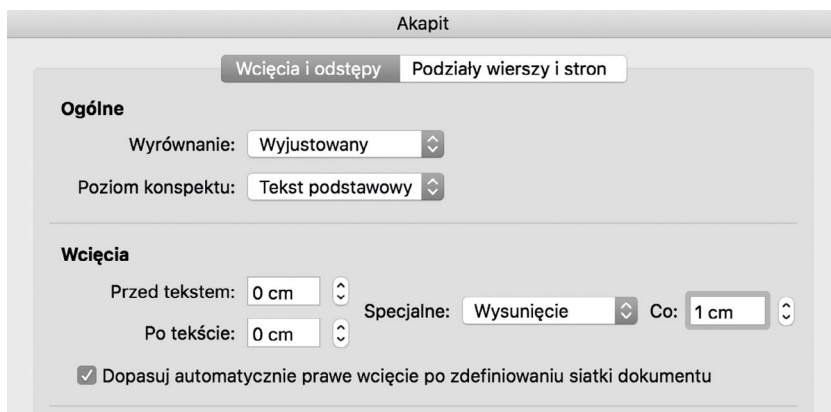 Akapit
Wcięcia i odstępy Podziały wierszy i stron
Ogólne
Wyrównanie: Wyjustowany
Poziom konspektu: Tekst podstawowy
Wcięcia
Przed tekstem: 0 cm
Specjalne: Wysunięcie Co: 1 cm
Po tekście: 0 cm
Dopasuj automatycznie prawe wcięcie po zdefiniowaniu siatki dokumentu